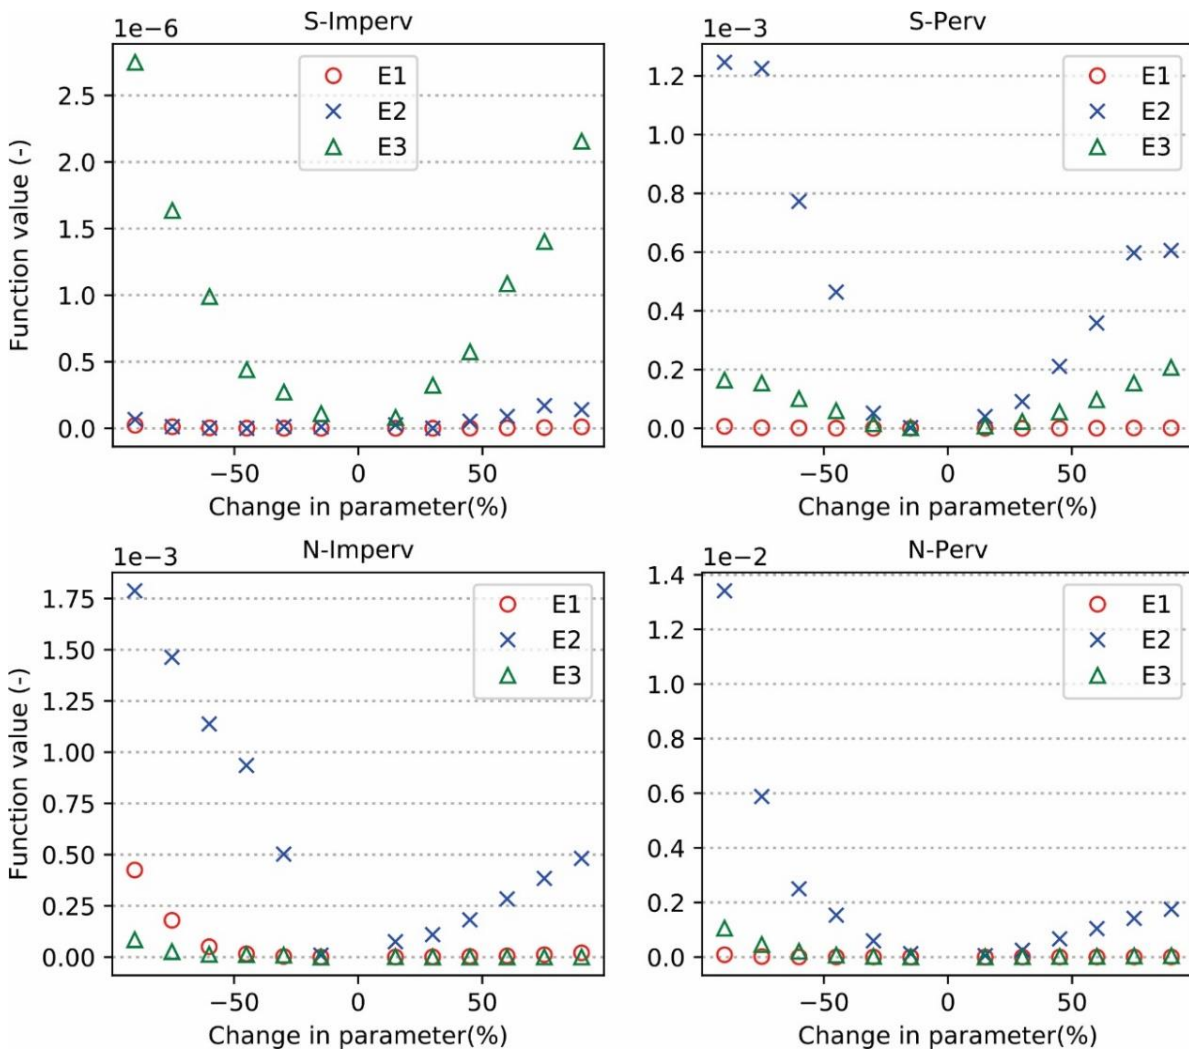 S-Imperv
1e−6
Function value (-)
2.5
2.0
1.5
1.0
0.5
0.0
−50
0
50
Change in parameter(%)
E1
E2
E3
S-Perv
1e−3
1.2
1.0
0.8
0.6
0.4
0.2
0.0
−50
0
50
Change in parameter(%)
E1
E2
E3
N-Imperv
1e−3
Function value (-)
1.75
1.50
1.25
1.00
0.75
0.50
0.25
0.00
−50
0
50
Change in parameter(%)
E1
E2
E3
N-Perv
1e−2
1.4
1.2
1.0
0.8
0.6
0.4
0.2
0.0
−50
0
50
Change in parameter(%)
E1
E2
E3